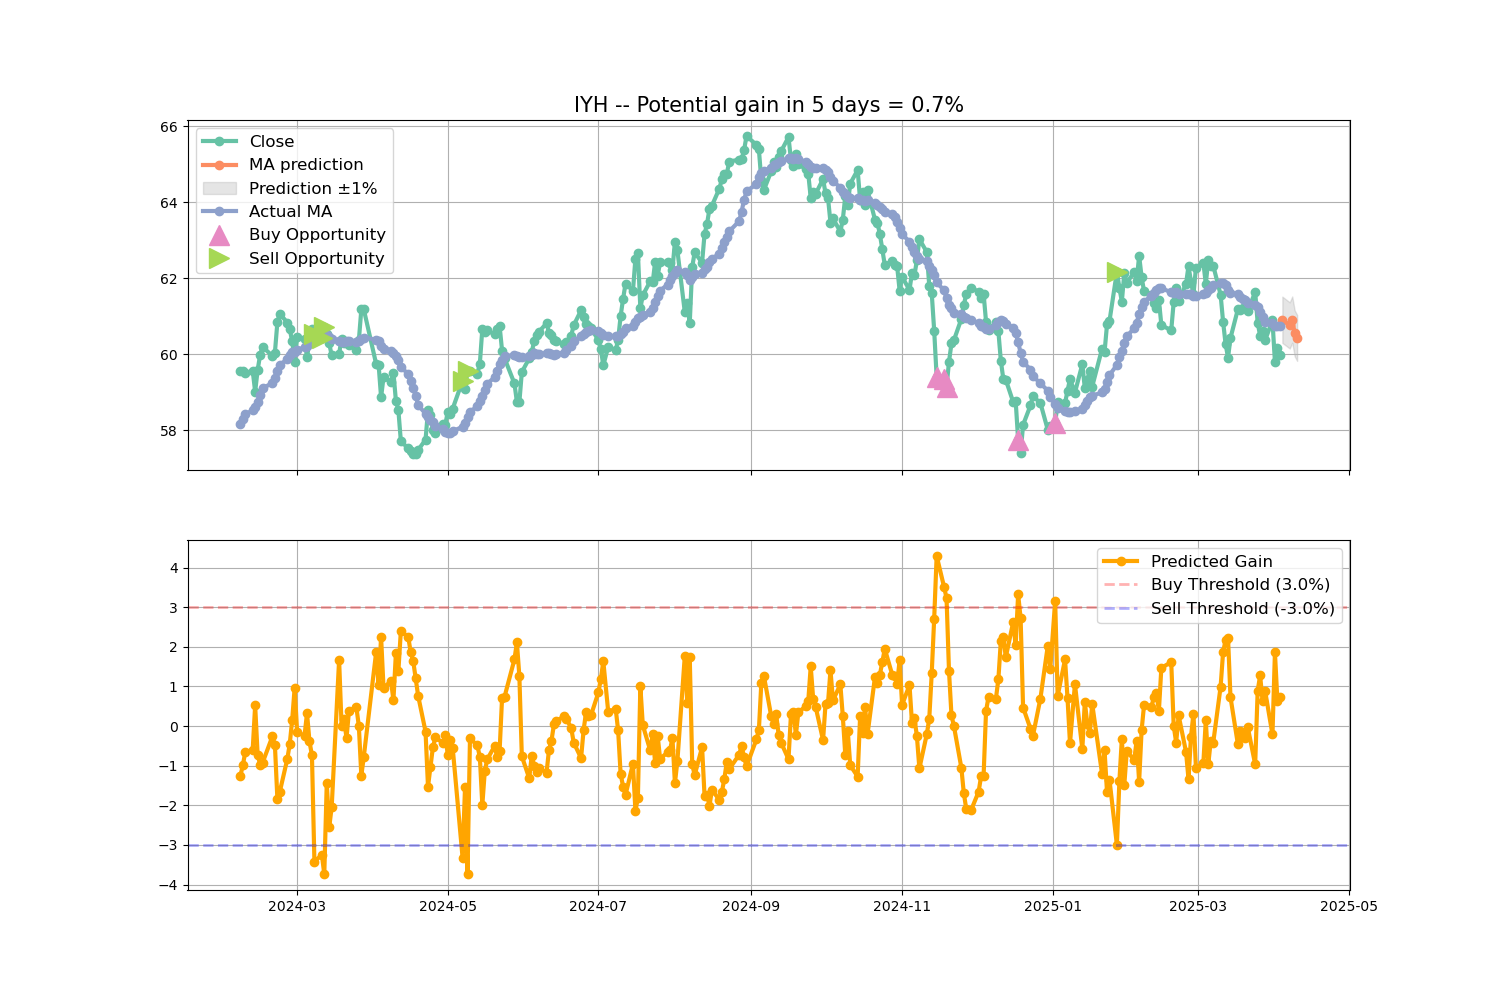 IYH -- Potential gain in 5 days = 0.7%
66
64
62
60
58
Close
MA prediction
Prediction ±1%
Actual MA
Buy Opportunity
Sell Opportunity
4
3
2
1
0
−1
−2
−3
−4
Predicted Gain
Buy Threshold (3.0%)
Sell Threshold (-3.0%)
2024-03 2024-05 2024-07 2024-09 2024-11 2025-01 2025-03 2025-05